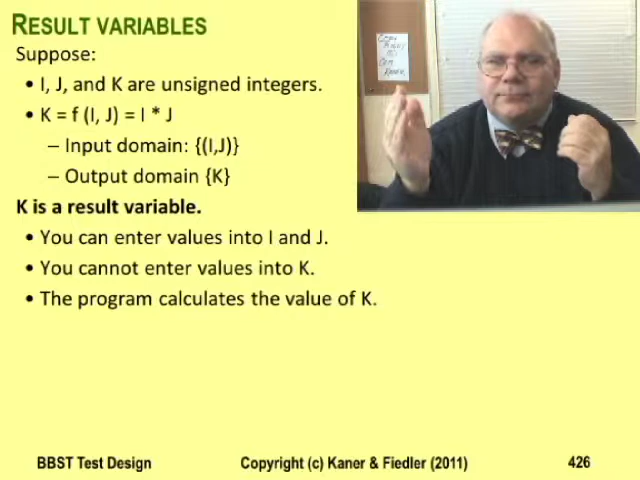 RESULT VARIABLES
Suppose:
• I, J, and K are unsigned integers.
• K = f (I, J) = I * J
– Input domain: {(I,J)}
– Output domain {K}
K is a result variable.
• You can enter values into I and J.
• You cannot enter values into K.
• The program calculates the value of K.
BBST Test Design
Copyright (c) Kaner & Fiedler (2011)
426